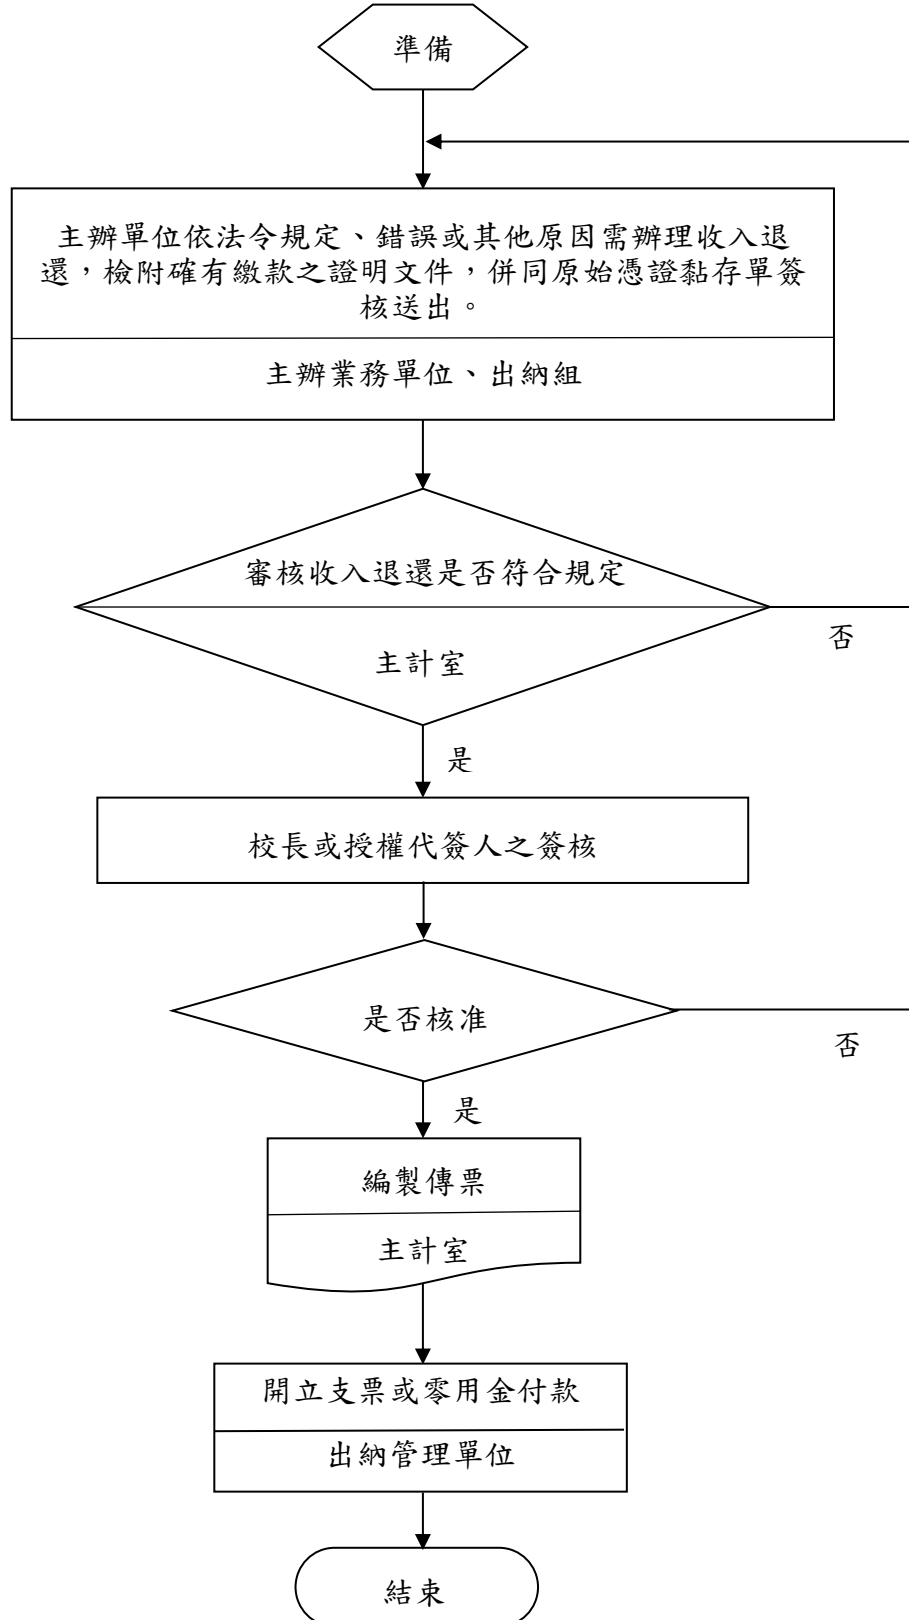 準備
主辦單位依法令規定、錯誤或其他原因需辦理收入退
還，檢附確有繳款之證明文件，併同原始憑證黏存單簽
核送出。
主辦業務單位、出納組
審核收入退還是否符合規定
否
主計室
是
校長或授權代簽人之簽核
是否核准
否
是
編製傳票
主計室
開立支票或零用金付款
出納管理單位
結束